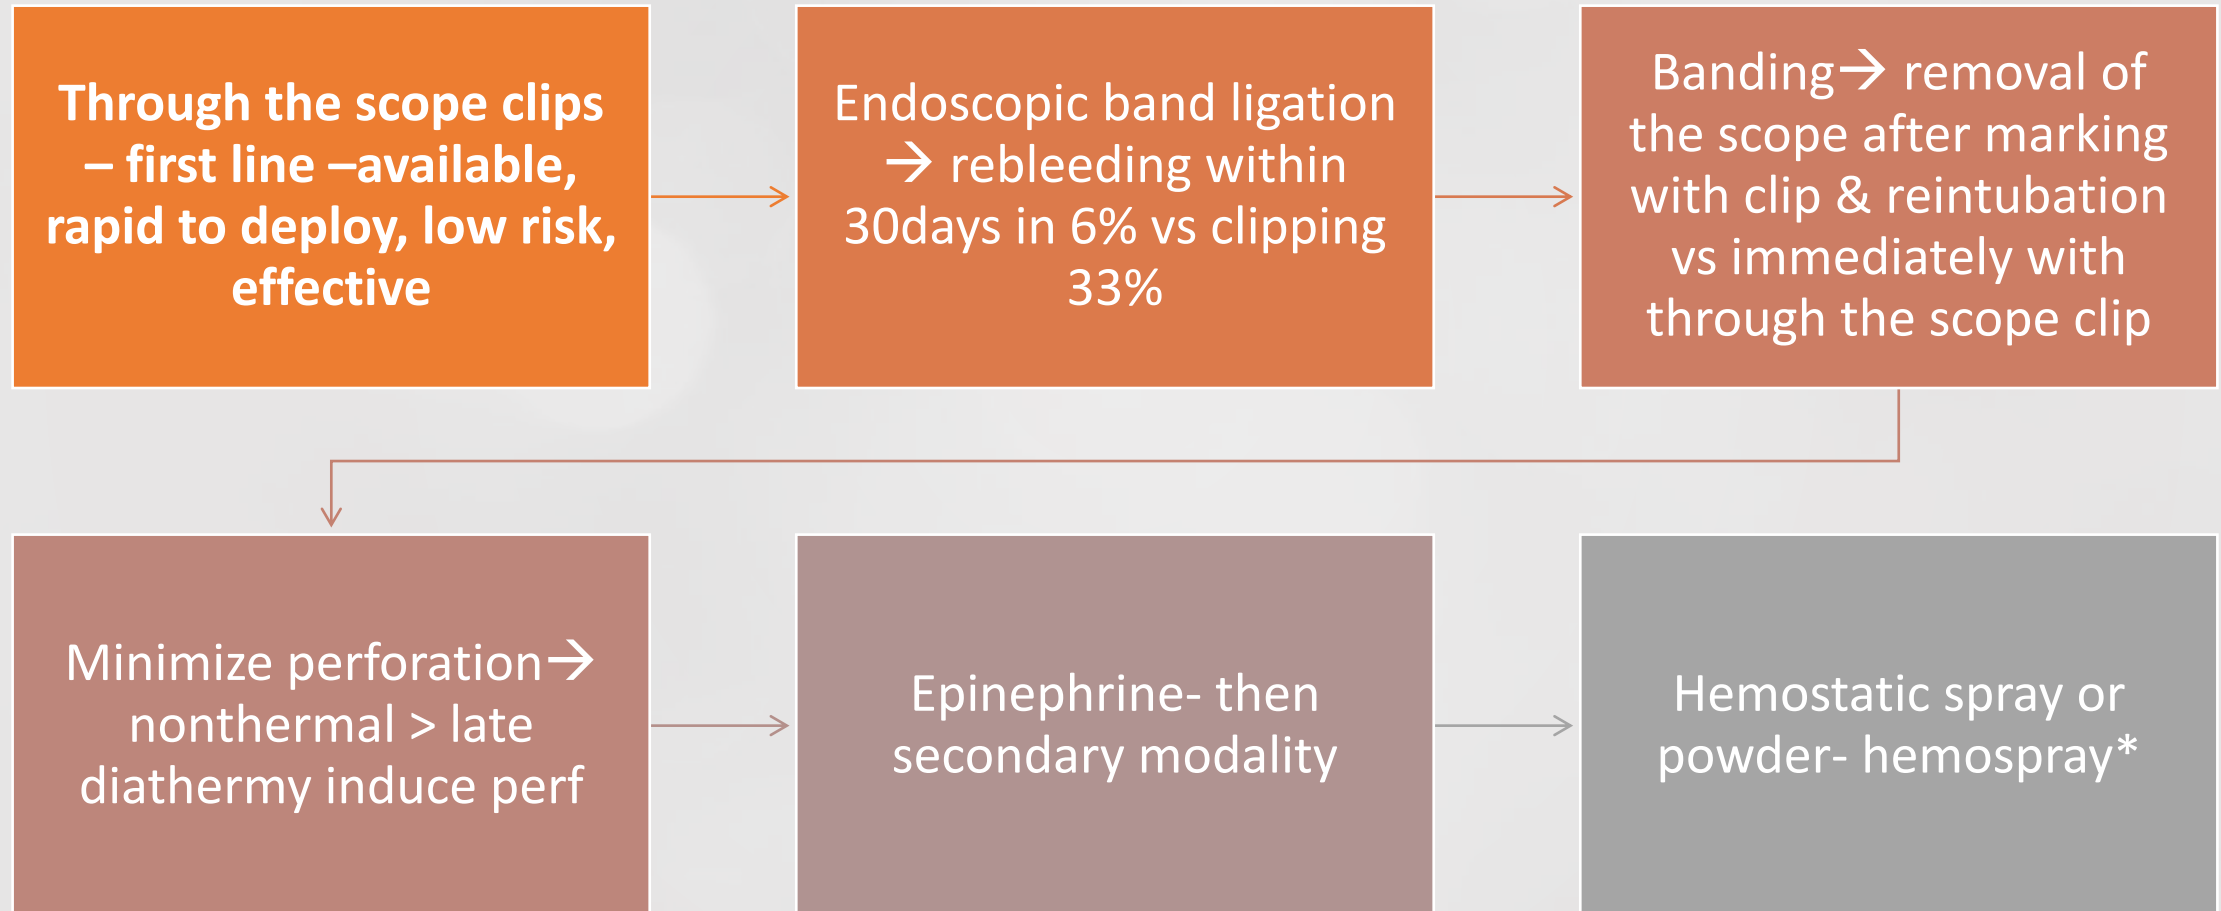 Through the scope clips
– first line –available,
rapid to deploy, low risk,
effective
Endoscopic band ligation
→ rebleeding within
30days in 6% vs clipping
33%
Banding→ removal of
the scope after marking
with clip & reintubation
vs immediately with
through the scope clip
Minimize perforation→
nonthermal > late
diathermy induce perf
Epinephrine- then
secondary modality
Hemostatic spray or
powder- hemospray*